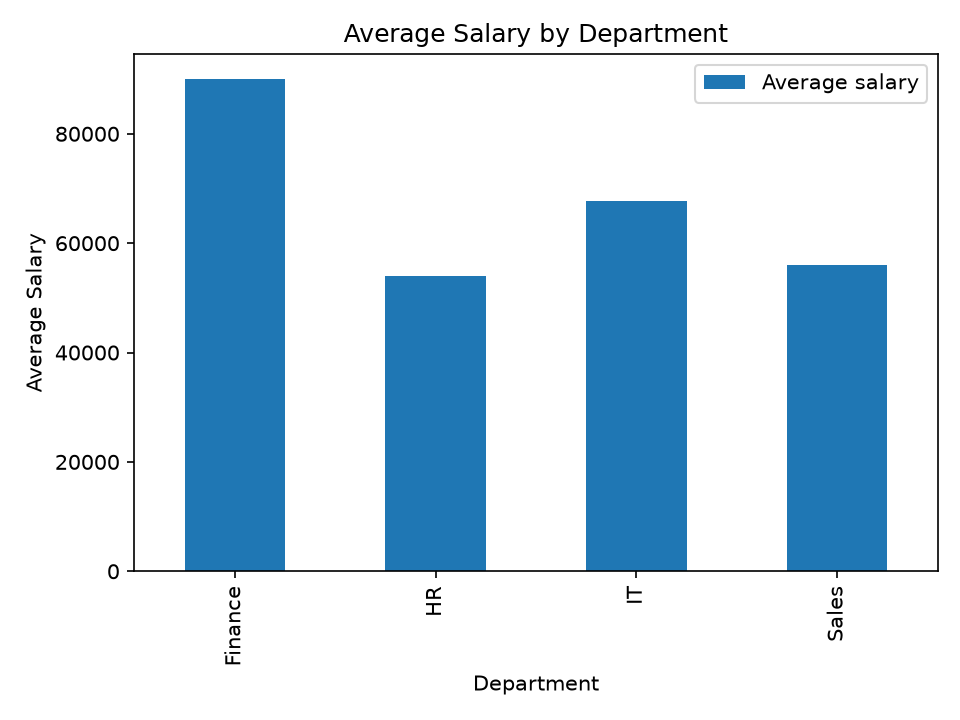 Average Salary by Department
Average salary
Average Salary
80000
60000
40000
20000
0
Finance
HR
IT
Sales
Department